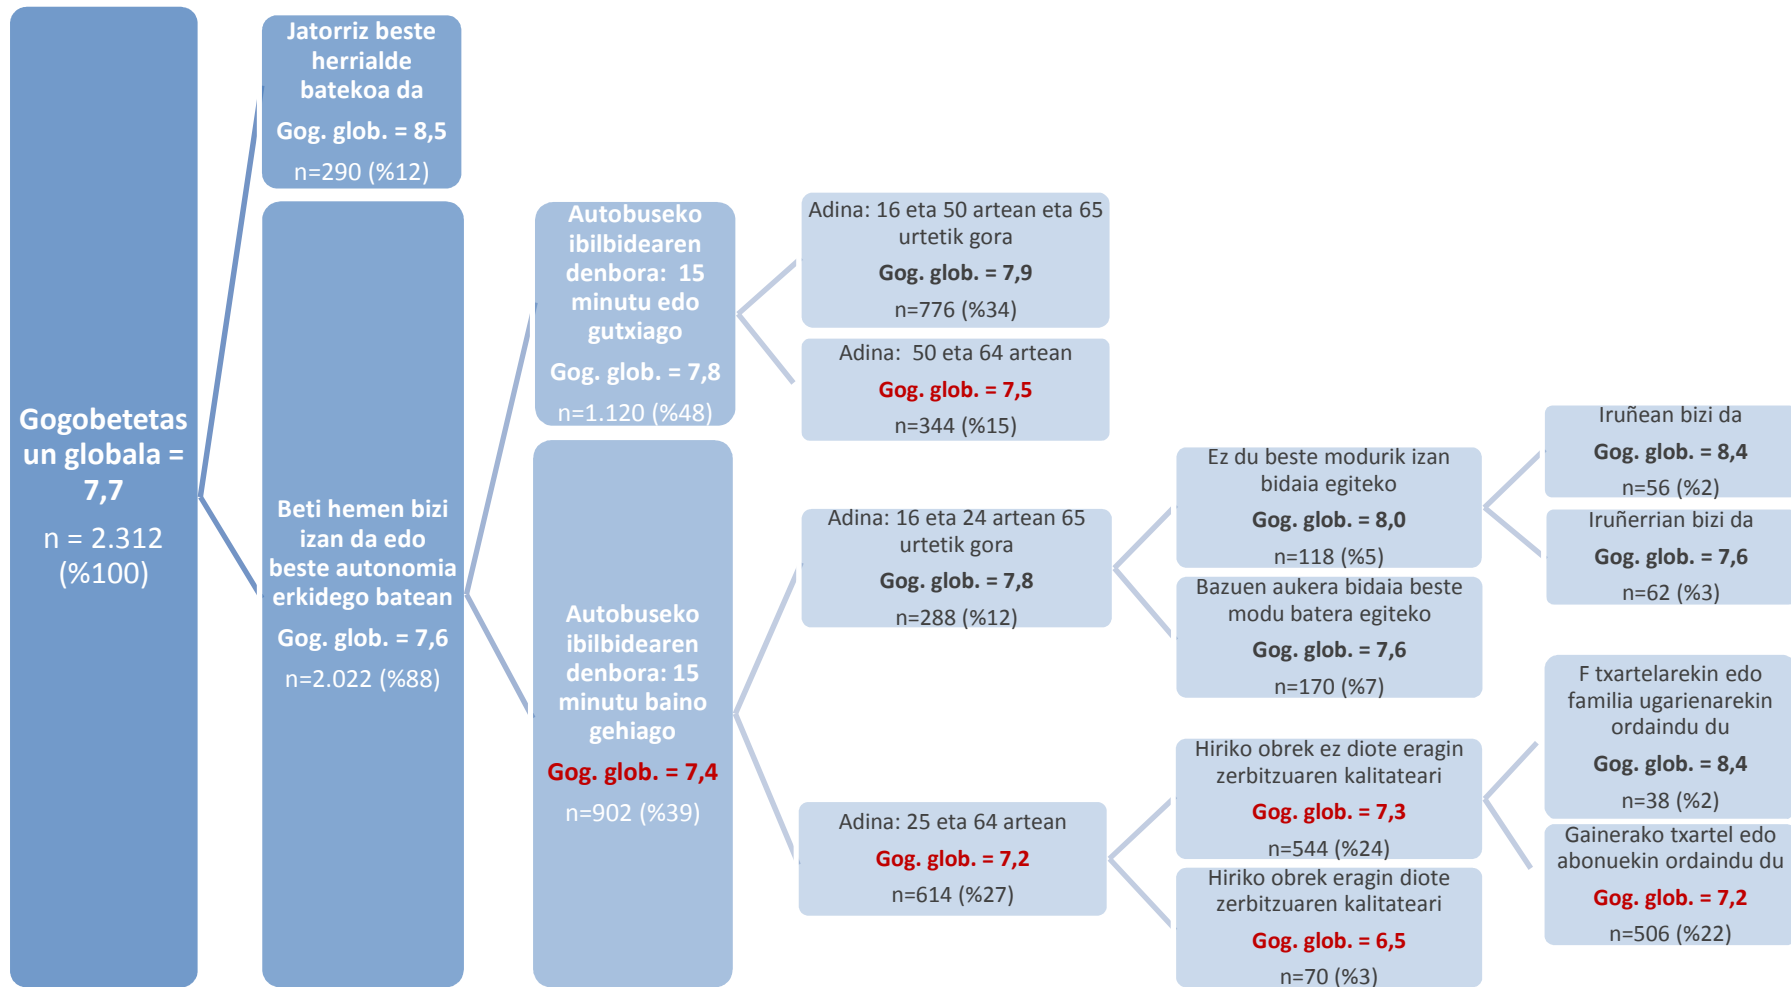 Gogobetetas
un globala =
7,7
n = 2.312
(%100)
Jatorriz beste
herrialde
batekoa da
Gog. glob. = 8,5
n=290 (%12)
Beti hemen bizi
izan da edo
beste autonomia
erkidego batean
Gog. glob. = 7,6
n=2.022 (%88)
Autobuseko
ibilbidearen
denbora:  15
minutu edo
gutxiago
Gog. glob. = 7,8
n=1.120 (%48)
Autobuseko
ibilbidearen
denbora: 15
minutu baino
gehiago
Gog. glob. = 7,4
n=902 (%39)
Adina: 16 eta 50 artean eta 65
urtetik gora
Gog. glob. = 7,9
n=776 (%34)
Adina:  50 eta 64 artean
Gog. glob. = 7,5
n=344 (%15)
Adina: 16 eta 24 artean 65
urtetik gora
Gog. glob. = 7,8
n=288 (%12)
Adina: 25 eta 64 artean
Gog. glob. = 7,2
n=614 (%27)
Ez du beste modurik izan
bidaia egiteko
Gog. glob. = 8,0
n=118 (%5)
Bazuen aukera bidaia beste
modu batera egiteko
Gog. glob. = 7,6
n=170 (%7)
Hiriko obrek ez diote eragin
zerbitzuaren kalitateari
Gog. glob. = 7,3
n=544 (%24)
Hiriko obrek eragin diote
zerbitzuaren kalitateari
Gog. glob. = 6,5
n=70 (%3)
Iruñean bizi da
Gog. glob. = 8,4
n=56 (%2)
Iruñerrian bizi da
Gog. glob. = 7,6
n=62 (%3)
F txartelarekin edo
familia ugarienarekin
ordaindu du
Gog. glob. = 8,4
n=38 (%2)
Gainerako txartel edo
abonuekin ordaindu du
Gog. glob. = 7,2
n=506 (%22)